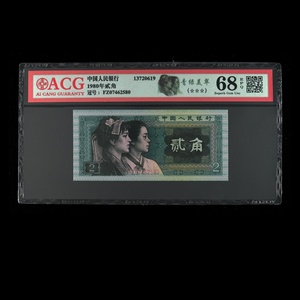 ACG
AI CANG GUARANTY
中国人民银行 13720619
1980年贰角
冠号：FZ07462580
青绿美翠
(☆☆☆)
68 EPQ
Superb Gem Unc
中国人民银行
贰角
2